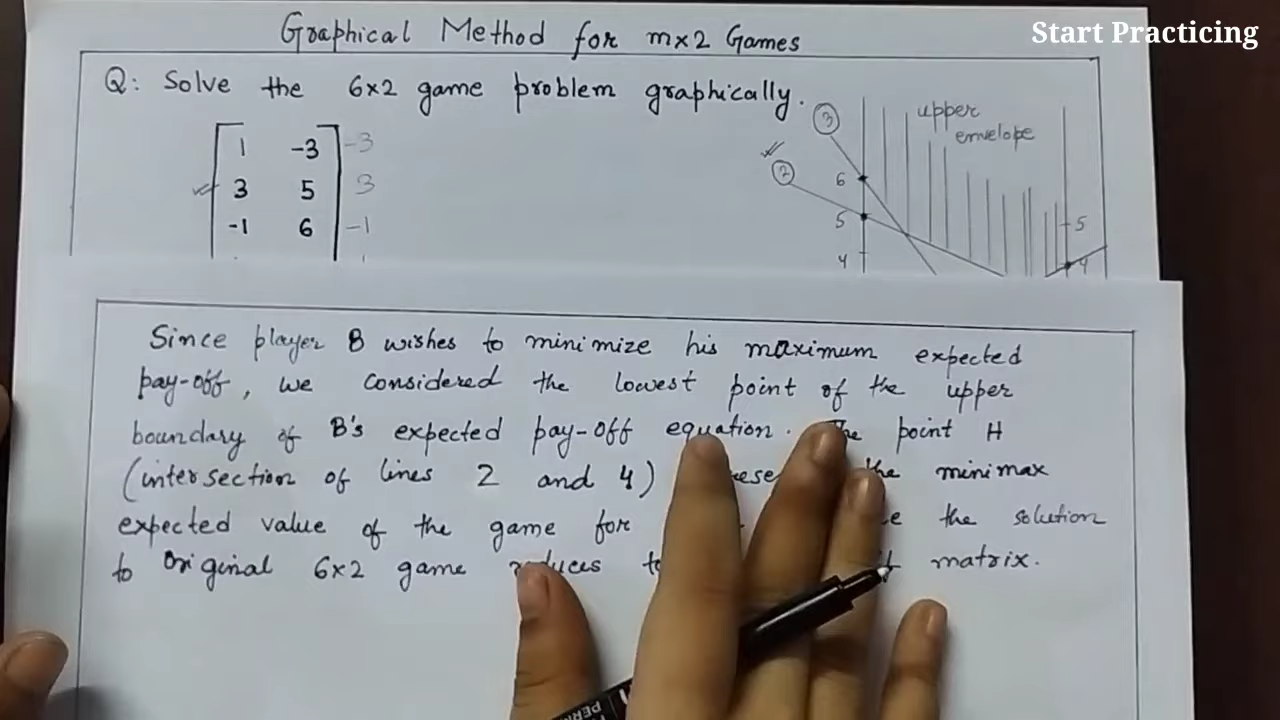 Start Practicing
Graphical Method for m×2 Games
Q: Solve the 6×2 game problem graphically.
1 -3 -3
3 5 3
-1 6 -1
3
2
upper
envelope
6
5
4
5
4
Since player B wishes to minimize his maximum expected
pay-off, we considered the lowest point of the upper
boundary of B's expected pay-off equation. The point H
(intersection of lines 2 and 4) the minimax
expected value of the game for the solution
to Original 6×2 game reduces matrix.